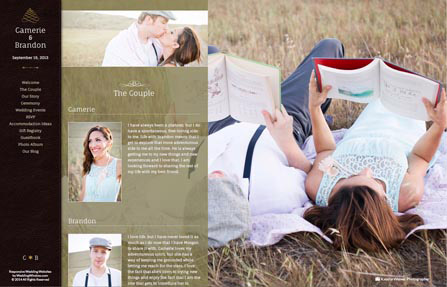 Camerie
&
Brandon
September 15, 2013
Welcome
The Couple
Our Story
Ceremony
Wedding Events
RSVP
Accommodation Ideas
Gift Registry
Guestbook
Photo Album
Our Blog
C B
Responsive Wedding Websites
by WeddingWindow.com
© 2014 All Rights Reserved
The Couple
Camerie
I have always been a planner, but I do
have a spontaneous, free loving side
to me. Life with Brandon means that I
get to explore that more adventurous
side to me all the time. He is always
getting me to try new things and new
experiences and I love that I am
looking forward to sharing the rest of
my life with my best friend.
Brandon
I love life, but I have never loved it as
much as I do now that I have
to share it with. Camerie loves my
adventurous spirit, but she has a
way of keeping me grounded while
letting me reach for the stars. I love
the fact that she's open to trying new
things and enjoy the fact that I am the
Photography